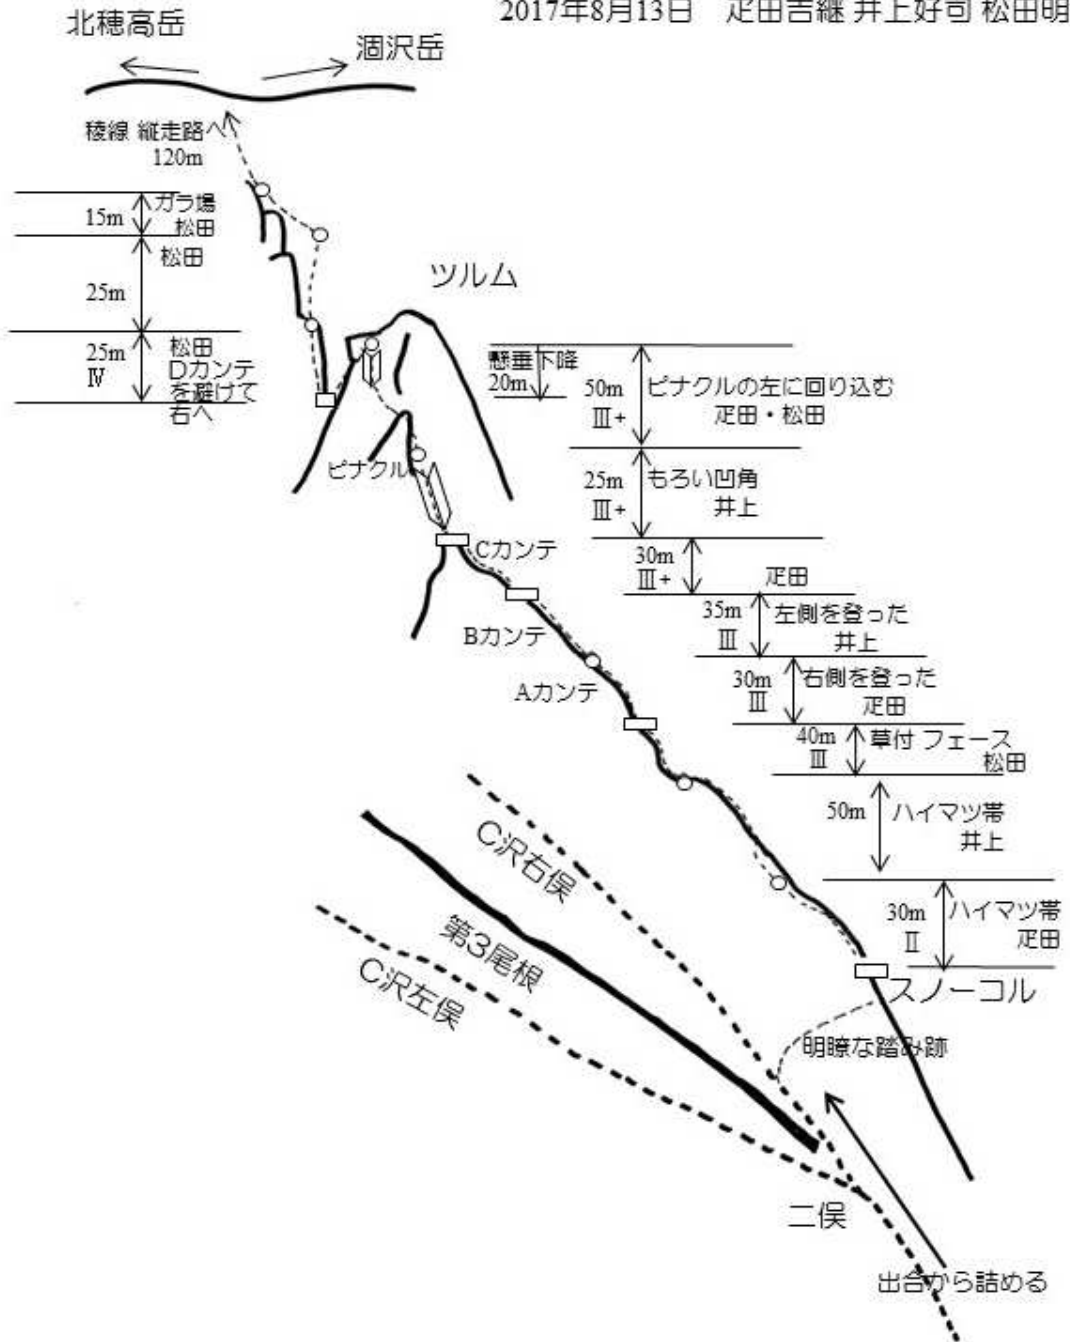 2017年8月13日　疋田吉継 井上好司 松田明
北穂高岳
涸沢岳
稜線 縦走路へ
120m
15m
ガラ場
松田
25m
松田
25m
Ⅳ
松田
Dカンテ
を避けて
右へ
ツルム
懸垂下降
20m
50m
Ⅲ+
ピナクルの左に回り込む
疋田・松田
ピナクル
25m
Ⅲ+
もろい凹角
井上
Cカンテ
30m
Ⅲ+
疋田
Bカンテ
35m
Ⅲ
左側を登った
井上
Aカンテ
30m
Ⅲ
右側を登った
疋田
40m
Ⅲ
草付 フェース
松田
50m
ハイマツ帯
井上
C沢右俣
30m
Ⅱ
ハイマツ帯
疋田
第3尾根
C沢左俣
スノーコル
明瞭な踏み跡
二俣
出合から詰める